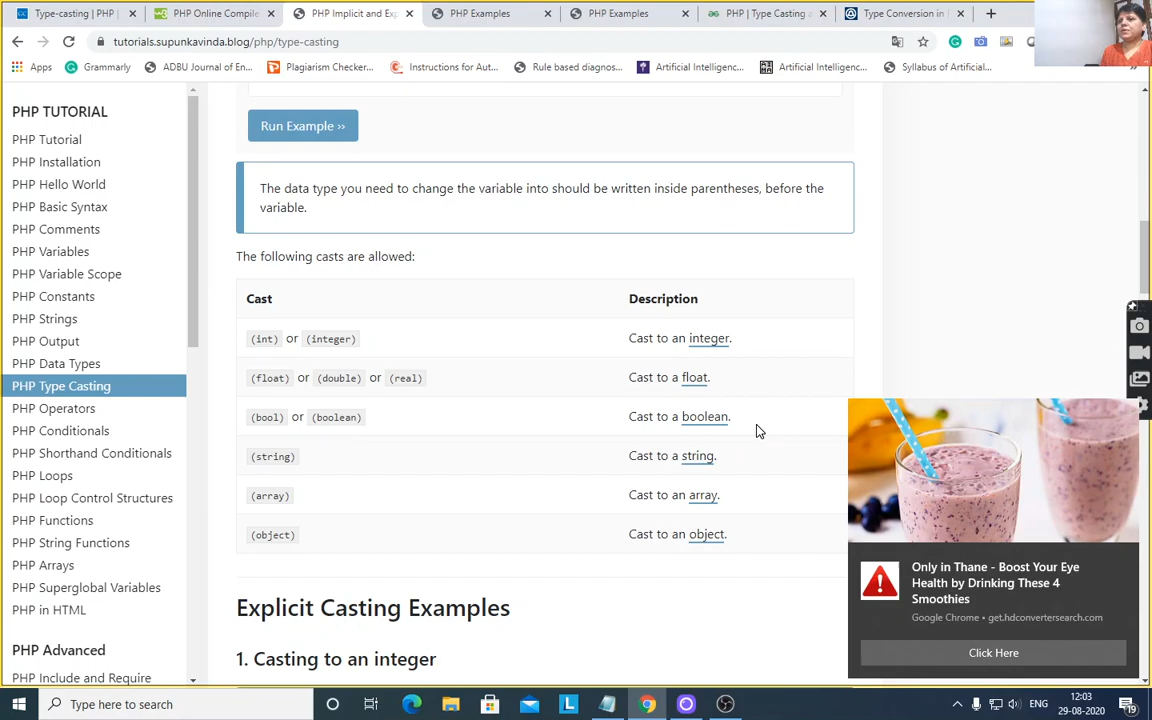 Type-casting | PHP |
PHP Online Compile
PHP Implicit and Exp
PHP Examples
PHP Examples
PHP | Type Casting a
Type Conversion in
tutorials.supunkavinda.blog/php/type-casting
Apps
Grammarly
ADBU Journal of En...
Plagiarism Checker...
Instructions for Aut...
Rule based diagnos...
Artificial Intelligenc...
Artificial Intelligenc...
Syllabus of Artificial...
PHP TUTORIAL
PHP Tutorial
PHP Installation
PHP Hello World
PHP Basic Syntax
PHP Comments
PHP Variables
PHP Variable Scope
PHP Constants
PHP Strings
PHP Output
PHP Data Types
PHP Type Casting
PHP Operators
PHP Conditionals
PHP Shorthand Conditionals
PHP Loops
PHP Loop Control Structures
PHP Functions
PHP String Functions
PHP Arrays
PHP Superglobal Variables
PHP in HTML
PHP Advanced
PHP Include and Require
Run Example ››
The data type you need to change the variable into should be written inside parentheses, before the
variable.
The following casts are allowed:
Cast Description
(int) or (integer) Cast to an integer.
(float) or (double) or (real) Cast to a float.
(bool) or (boolean) Cast to a boolean.
(string) Cast to a string.
(array) Cast to an array.
(object) Cast to an object.
Explicit Casting Examples
1. Casting to an integer
Only in Thane - Boost Your Eye
Health by Drinking These 4
Smoothies
Google Chrome • get.hdconvertersearch.com
Click Here
Type here to search
ENG
12:03
29-08-2020
19